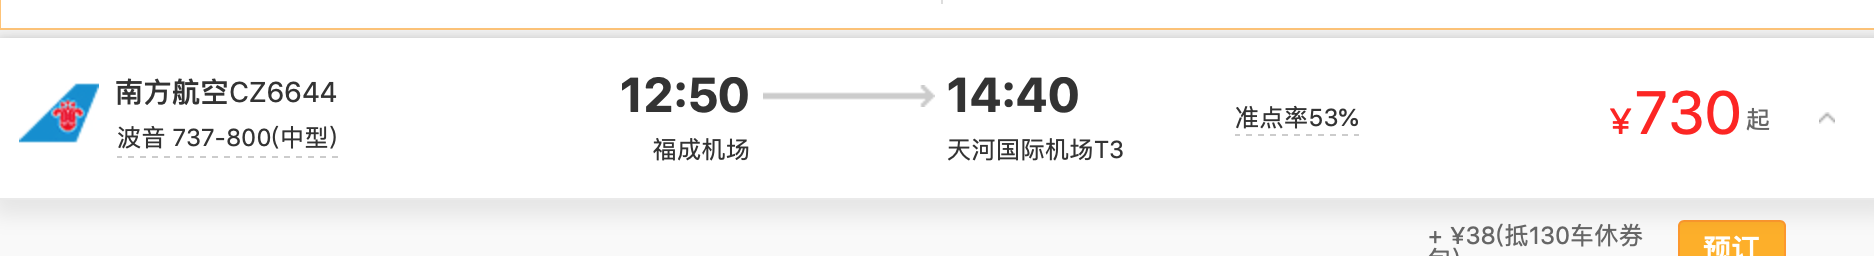 南方航空CZ6644
波音 737-800(中型)
12:50
福成机场
14:40
天河国际机场T3
准点率53%
¥730起
+ ¥38(抵130车休券
包)
预订